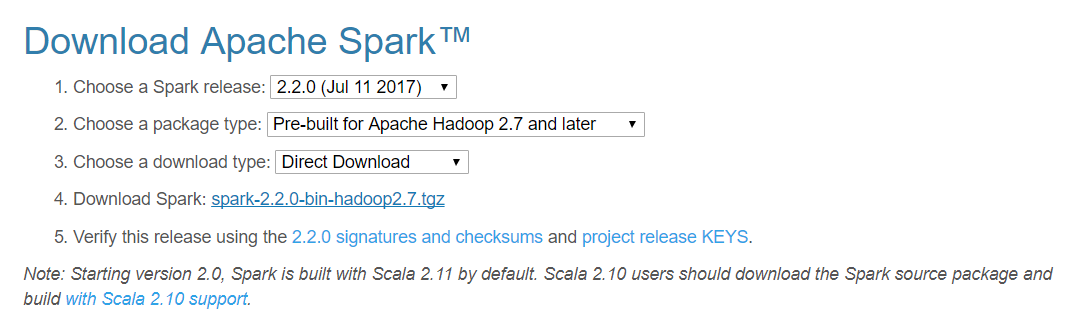 Download Apache Spark™
1. Choose a Spark release: 2.2.0 (Jul 11 2017)
2. Choose a package type: Pre-built for Apache Hadoop 2.7 and later
3. Choose a download type: Direct Download
4. Download Spark: spark-2.2.0-bin-hadoop2.7.tgz
5. Verify this release using the 2.2.0 signatures and checksums and project release KEYS.
Note: Starting version 2.0, Spark is built with Scala 2.11 by default. Scala 2.10 users should download the Spark source package and
build with Scala 2.10 support.